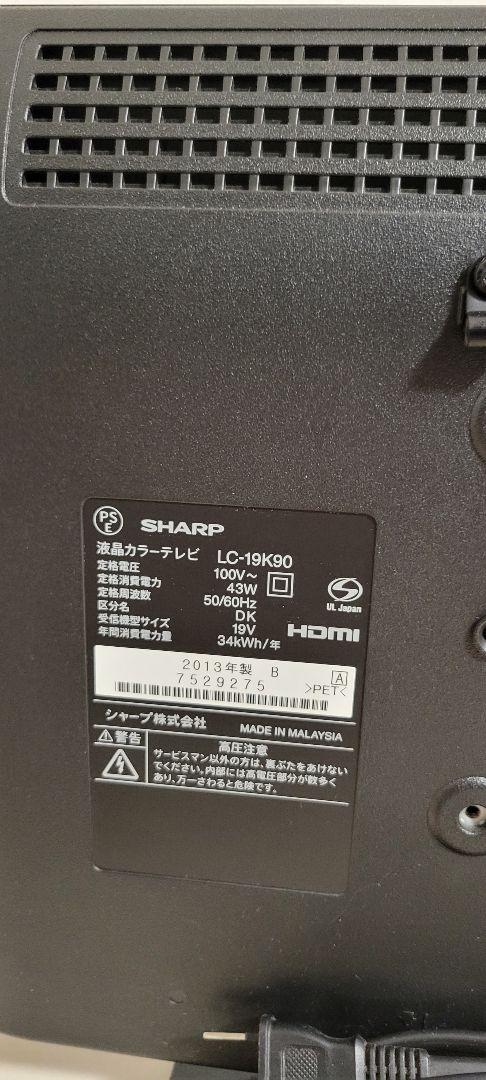 PS E
SHARP
液晶カラーテレビ LC-19K90
定格電圧 100V～
定格消費電力 43W
定格周波数 50/60Hz
区分名 DK
受信機型サイズ 19V
年間消費電力量 34kWh/年
UL Japan
HDMI
2013年製 B
7529275
A
>PET<
シャープ株式会社 MADE IN MALAYSIA
警告
高圧注意
サービスマン以外の方は、裏ぶたをあけない
でください。内部には高電圧部分が数多く
あり、万一さわると危険です。